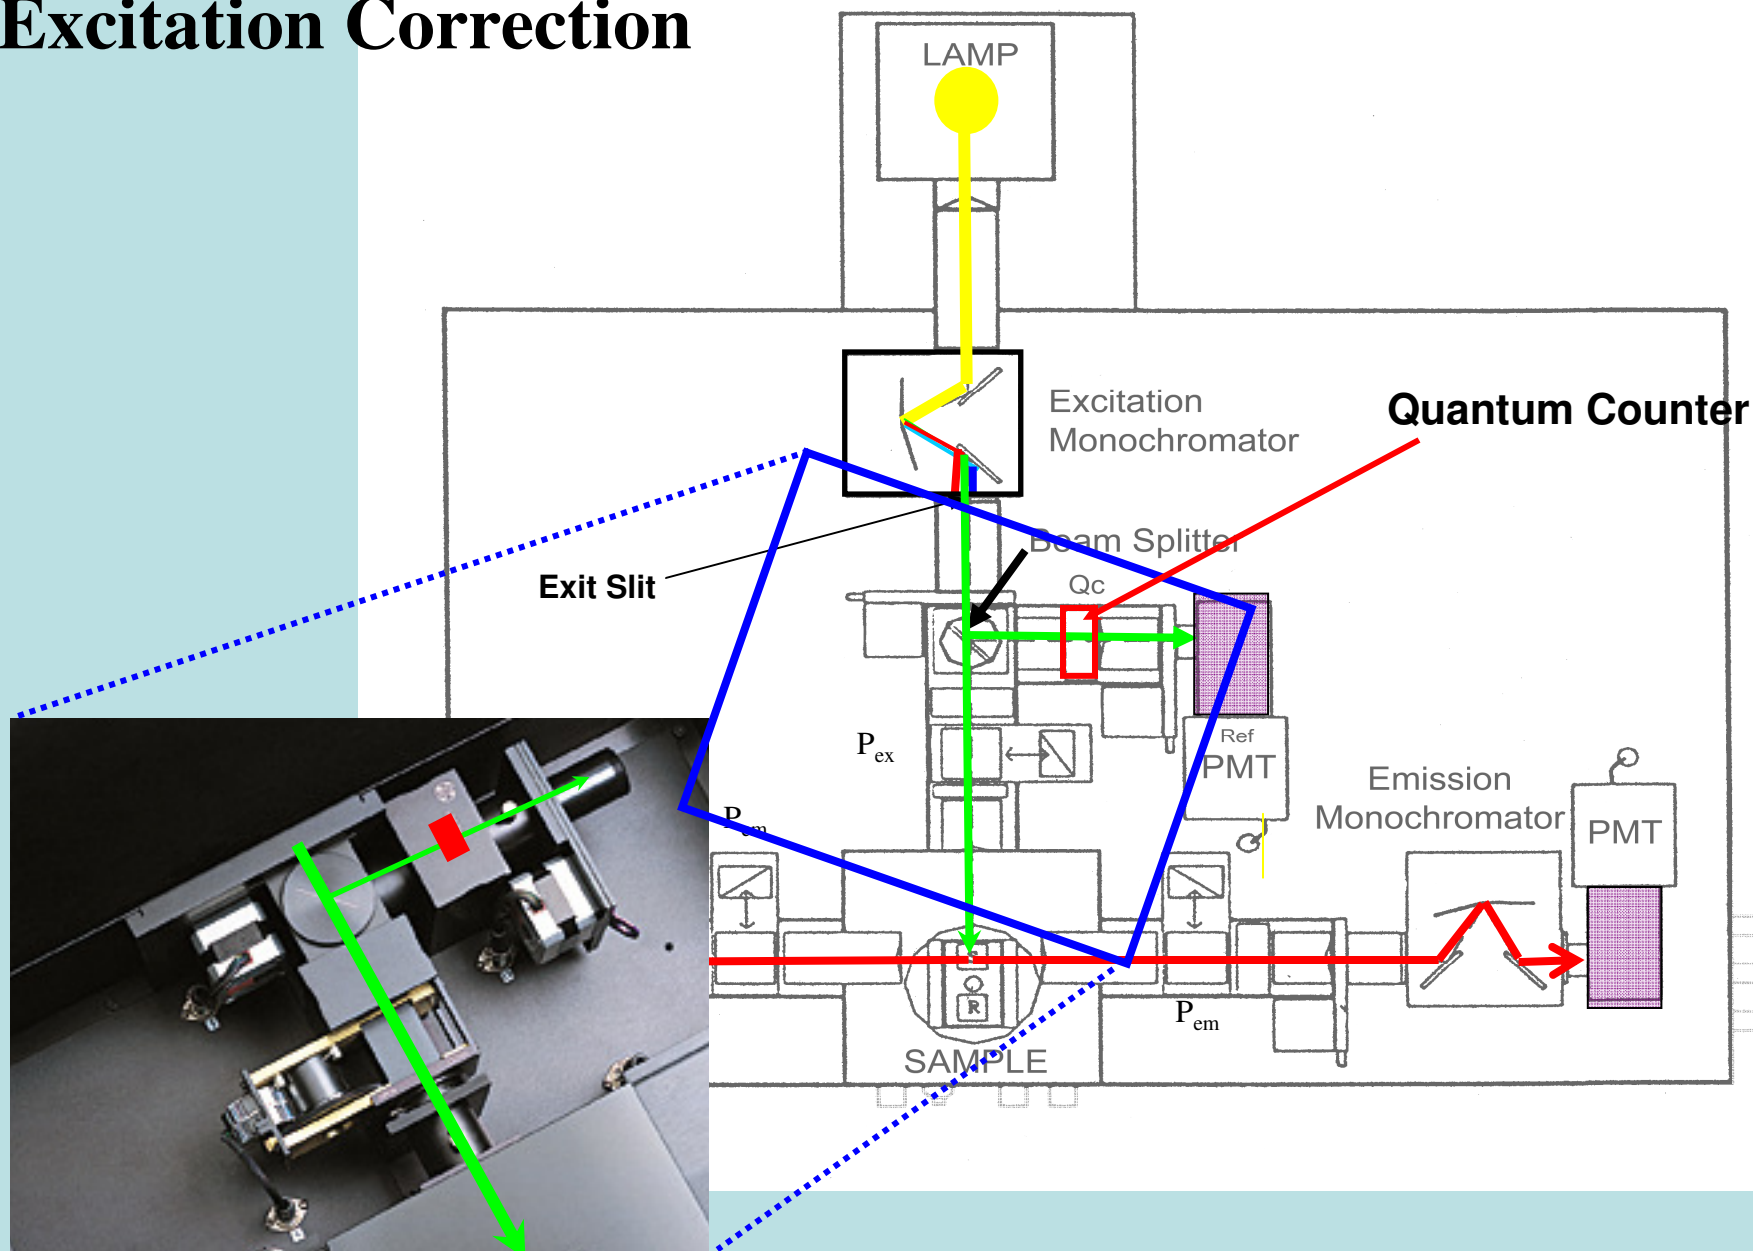 Excitation Correction
LAMP
Excitation
Monochromator
Quantum Counter
Beam Splitter
Exit Slit
Qc
Pex
Ref
PMT
Emission
Monochromator
PMT
Pem
Pem
R
SAMPLE